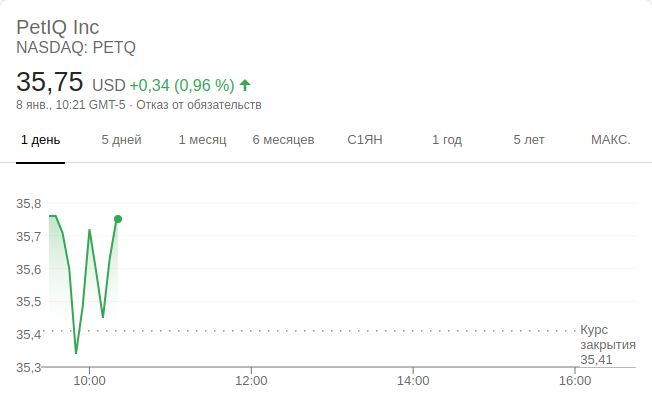 PetIQ Inc
NASDAQ: PETQ
35,75 USD +0,34 (0,96 %)
8 янв., 10:21 GMT-5 · Отказ от обязательств
1 день 5 дней 1 месяц 6 месяцев С1ЯН 1 год 5 лет МАКС.
35,8
35,7
35,6
35,5
35,4
35,3
Курс
закрытия
35,41
10:00 12:00 14:00 16:00